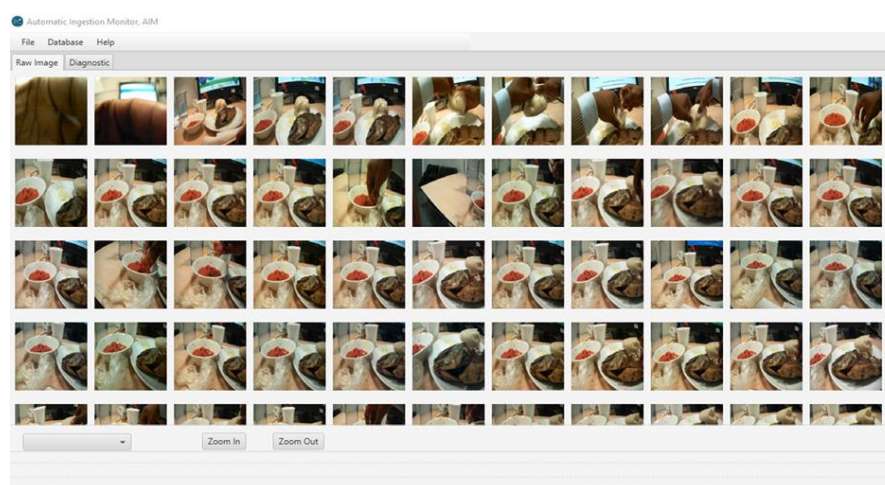 Automatic Ingestion Monitor, AIM
File Database Help
Raw Image Diagnostic
Zoom In Zoom Out